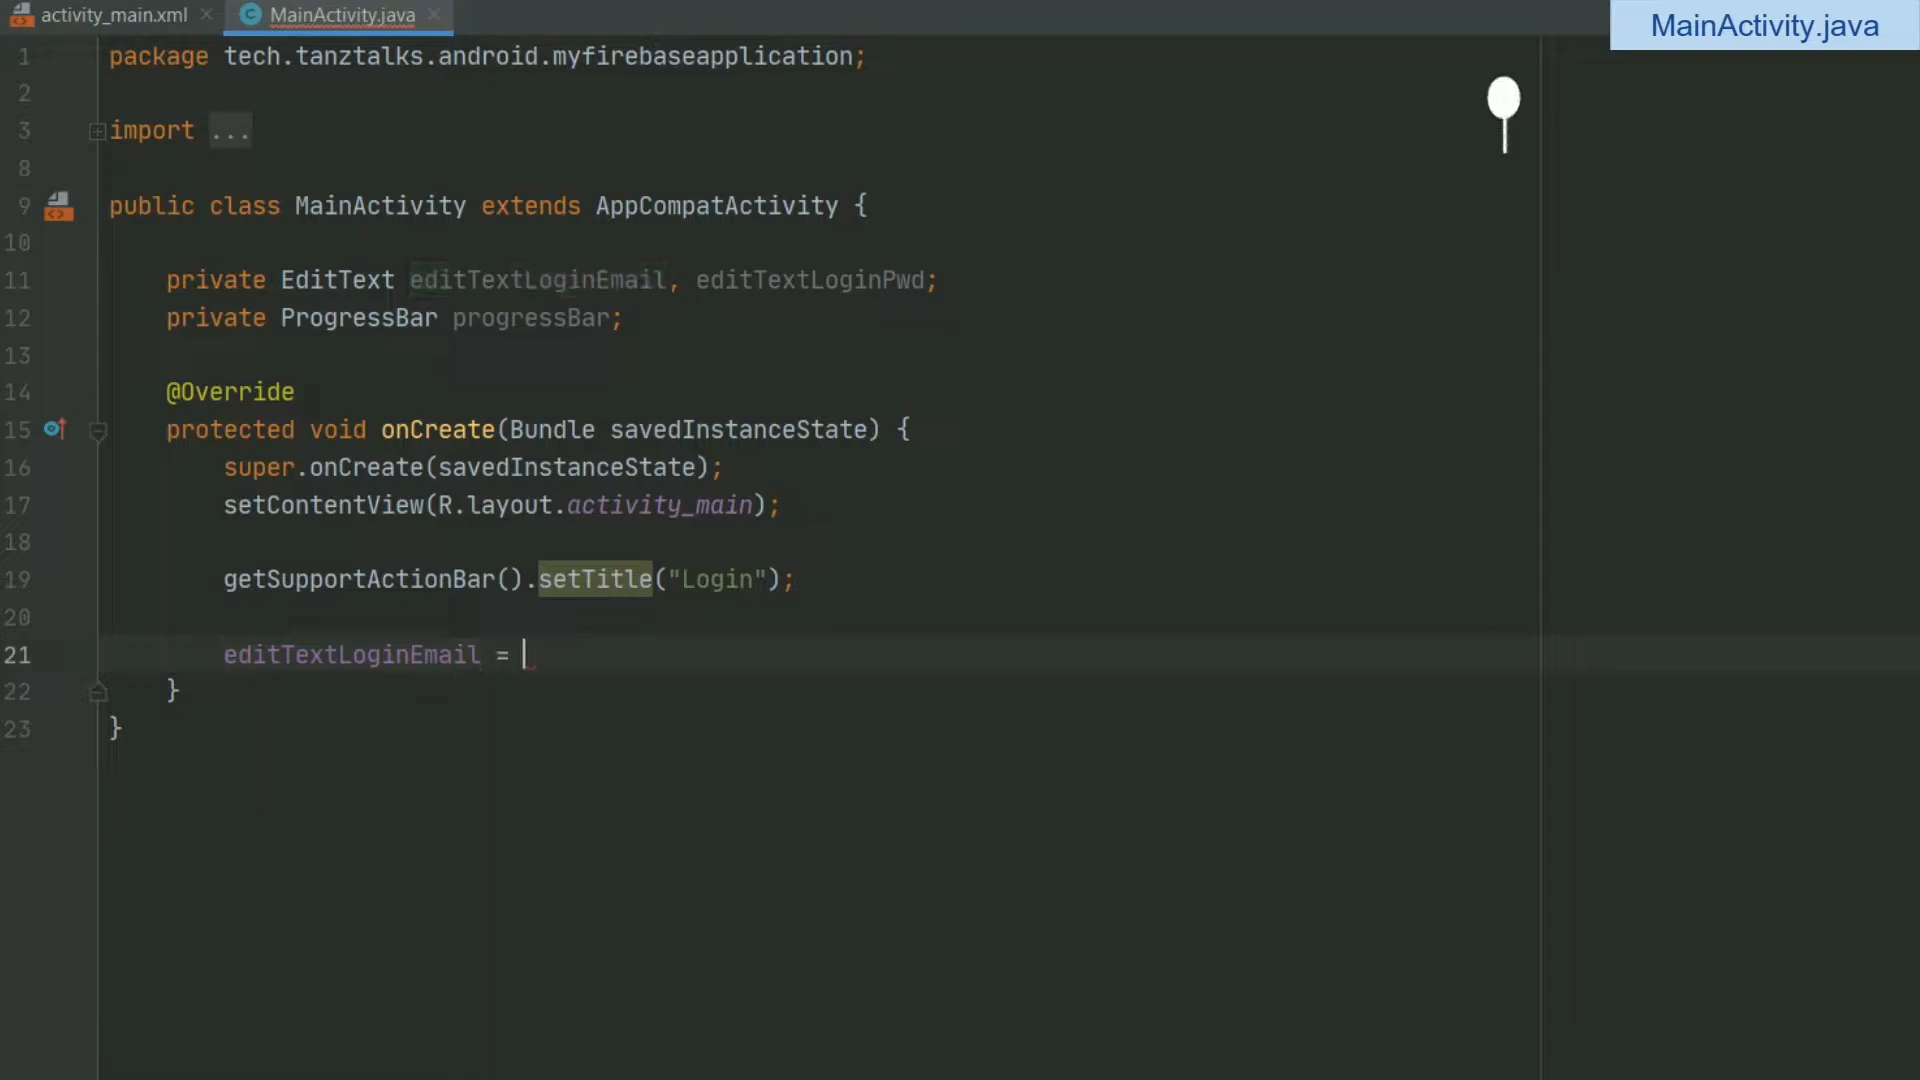 activity_main.xml
MainActivity.java
MainActivity.java
1 package tech.tanztalks.android.myfirebaseapplication;
2
3 import ...
8
9 public class MainActivity extends AppCompatActivity {
10
11 private EditText editTextLoginEmail, editTextLoginPwd;
12 private ProgressBar progressBar;
13
14 @Override
15 protected void onCreate(Bundle savedInstanceState) {
16 super.onCreate(savedInstanceState);
17 setContentView(R.layout.activity_main);
18
19 getSupportActionBar().setTitle("Login");
20
21 editTextLoginEmail =
22 }
23 }